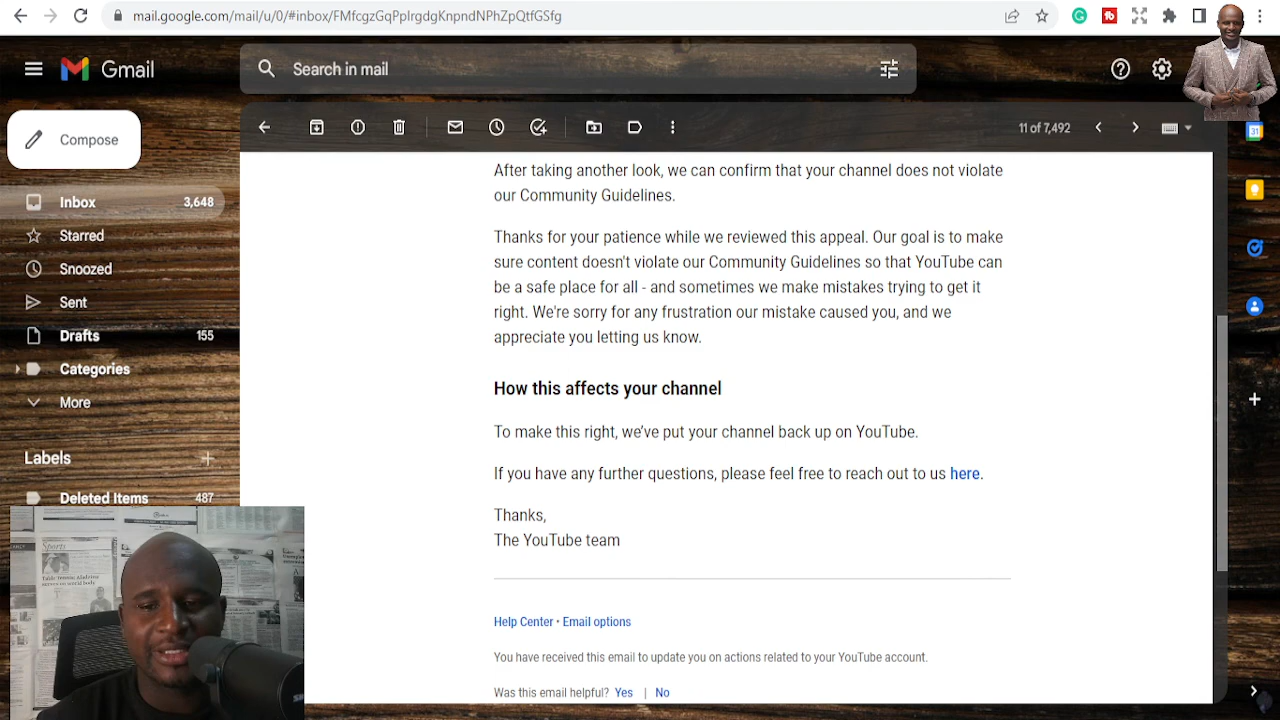 mail.google.com/mail/u/0/#inbox/FMfcgzGqPpIrgdgKnpndNPhZpQtfGSfg
Gmail
Search in mail
Compose
11 of 7,492
31
Inbox 3,648
Starred
Snoozed
Sent
Drafts 155
Categories
More
Labels
Deleted Items 487
After taking another look, we can confirm that your channel does not violate
our Community Guidelines.
Thanks for your patience while we reviewed this appeal. Our goal is to make
sure content doesn't violate our Community Guidelines so that YouTube can
be a safe place for all - and sometimes we make mistakes trying to get it
right. We're sorry for any frustration our mistake caused you, and we
appreciate you letting us know.
How this affects your channel
To make this right, we've put your channel back up on YouTube.
If you have any further questions, please feel free to reach out to us here.
Thanks,
The YouTube team
Help Center • Email options
You have received this email to update you on actions related to your YouTube account.
Was this email helpful? Yes | No
Sports